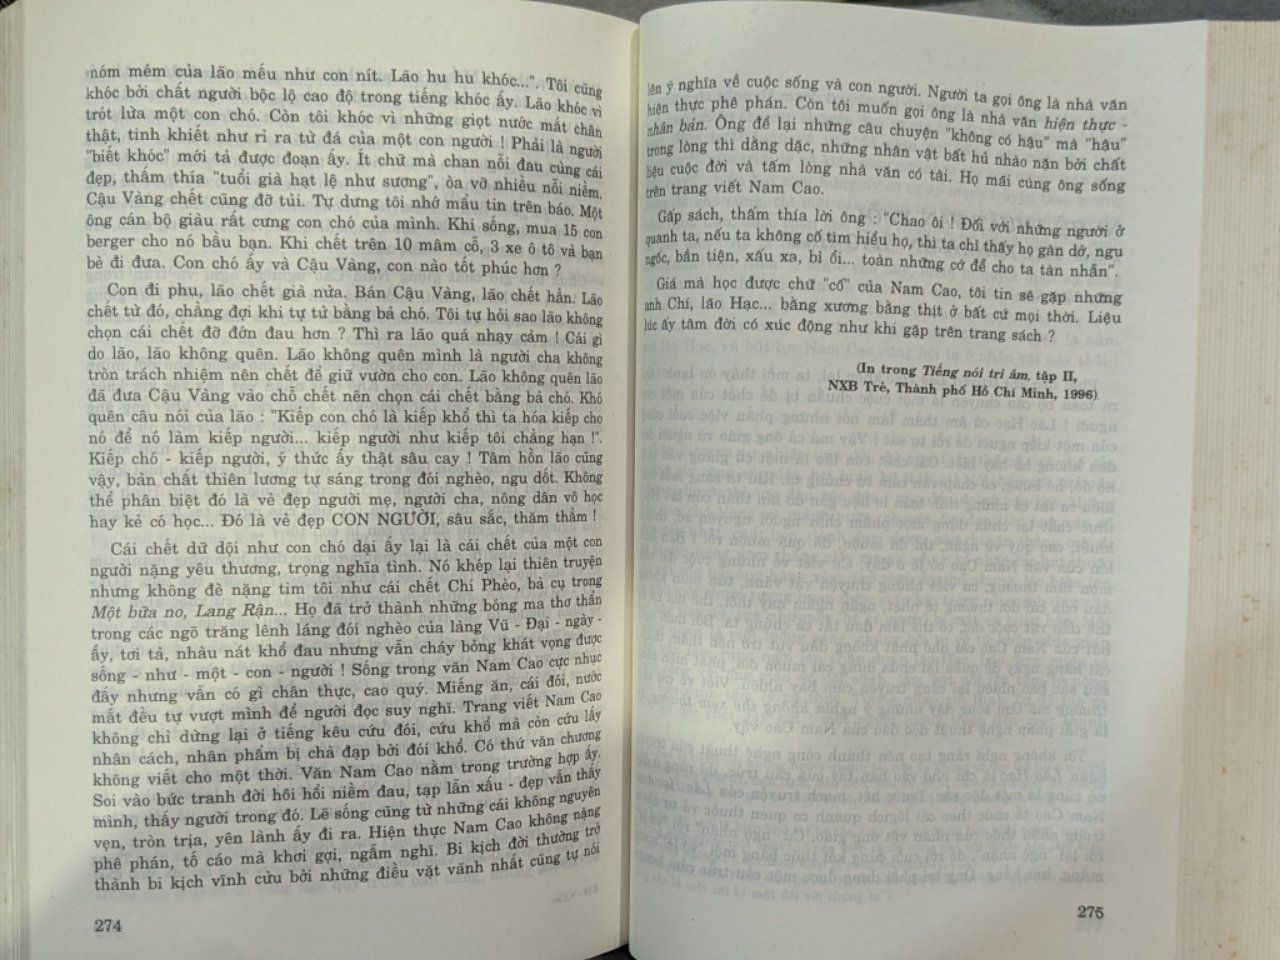 móm mém của lão mếu như con nít. Lão hu hu khóc...". Tôi cũng
khóc bởi chất người bộc lộ cao độ trong tiếng khóc ấy. Lão khóc vì
trót lừa một con chó. Còn tôi khóc vì những giọt nước mắt chân
thật, tinh khiết như rỉ ra từ đá của một con người ! Phải là người
"biết khóc" mới tả được đoạn ấy. Ít chữ mà chan nỗi đau cùng cái
đẹp, thấm thía "tuổi già hạt lệ như sương", òa vỡ nhiều nỗi niềm.
Cậu Vàng chết cũng đỡ tủi. Tự dưng tôi nhớ mẩu tin trên báo. Một
ông cán bộ giàu rất cưng con chó của mình. Khi sống, mua 15 con
berger cho nó bầu bạn. Khi chết trên 10 mâm cỗ, 3 xe ô tô và bạn
bè đi đưa. Con chó ấy và Cậu Vàng, con nào tốt phúc hơn ?
Con đi phu, lão chết già nửa. Bán Cậu Vàng, lão chết hẳn. Lão
chết từ đó, chẳng đợi khi tự tử bằng bả chó. Tôi tự hỏi sao lão không
chọn cái chết đỡ đớn đau hơn ? Thì ra lão quá nhạy cảm ! Cái gì
do lão, lão không quên. Lão không quên mình là người cha không
tròn trách nhiệm nên chết để giữ vườn cho con. Lão không quên lão
đã đưa Cậu Vàng vào chỗ chết nên chọn cái chết bằng bả chó. Khó
quên câu nói của lão : "Kiếp con chó là kiếp khổ thì ta hóa kiếp cho
nó để nó làm kiếp người... kiếp người như kiếp tôi chẳng hạn !".
Kiếp chó - kiếp người, ý thức ấy thật sâu cay ! Tâm hồn lão cũng
vậy, bản chất thiên lương tự sáng trong đói nghèo, ngu dốt. Không
thể phân biệt đó là vẻ đẹp người mẹ, người cha, nông dân vô học
hay kẻ có học... Đó là vẻ đẹp CON NGƯỜI, sâu sắc, thăm thẳm !
Cái chết dữ dội như con chó dại ấy lại là cái chết của một con
người nặng yêu thương, trọng nghĩa tình. Nó khép lại thiên truyện
nhưng không đè nặng tim tôi như cái chết Chí Phèo, bà cụ trong
Một bữa no, Lang Rận... Họ đã trở thành những bóng ma thơ thẩn
trong các ngõ trăng lênh láng đói nghèo của làng Vũ - Đại - ngày -
ấy, tơi tả, nhàu nát khổ đau nhưng vẫn cháy bỏng khát vọng được
sống - như - một - con - người ! Sống trong văn Nam Cao cực nhục
đấy nhưng vẫn có gì chân thực, cao quý. Miếng ăn, cái đói, nước
mắt đều tự vượt mình để người đọc suy nghĩ. Trang viết Nam Cao
không chỉ dừng lại ở tiếng kêu cứu đói, cứu khổ mà còn cứu lấy
nhân cách, nhân phẩm bị chà đạp bởi đói khổ. Có thứ văn chương
không viết cho một thời. Văn Nam Cao nằm trong trường hợp ấy.
Soi vào bức tranh đời hôi hổi niềm đau, tạp lẫn xấu - đẹp vẫn thấy
mình, thấy người trong đó. Lẽ sống cũng từ những cái không nguyên
vẹn, tròn trịa, yên lành ấy đi ra. Hiện thực Nam Cao không nặng
phê phán, tố cáo mà khơi gợi, ngẫm nghĩ. Bi kịch đời thường trở
thành bi kịch vĩnh cửu bởi những điều vặt vãnh nhất cũng tự nói
274
lên ý nghĩa về cuộc sống và con người. Người ta gọi ông là nhà văn
hiện thực phê phán. Còn tôi muốn gọi ông là nhà văn hiện thực -
nhân bản. Ông để lại những câu chuyện "không có hậu" mà "hậu"
trong lòng thì dằng dặc, những nhân vật bất hủ nhào nặn bởi chất
liệu cuộc đời và tấm lòng nhà văn có tài. Họ mãi cùng ông sống
trên trang viết Nam Cao.
Gấp sách, thấm thía lời ông : "Chao ôi ! Đối với những người ở
quanh ta, nếu ta không cố tìm hiểu họ, thì ta chỉ thấy họ gàn dở, ngu
ngốc, bần tiện, xấu xa, bỉ ổi... toàn những cớ để cho ta tàn nhẫn".
Giá mà học được chữ "cố" của Nam Cao, tôi tin sẽ gặp những
anh Chí, lão Hạc... bằng xương bằng thịt ở bất cứ mọi thời. Liệu
lúc ấy tâm đời có xúc động như khi gặp trên trang sách ?
(In trong Tiếng nói tri âm, tập II,
NXB Trẻ, Thành phố Hồ Chí Minh, 1996)
275